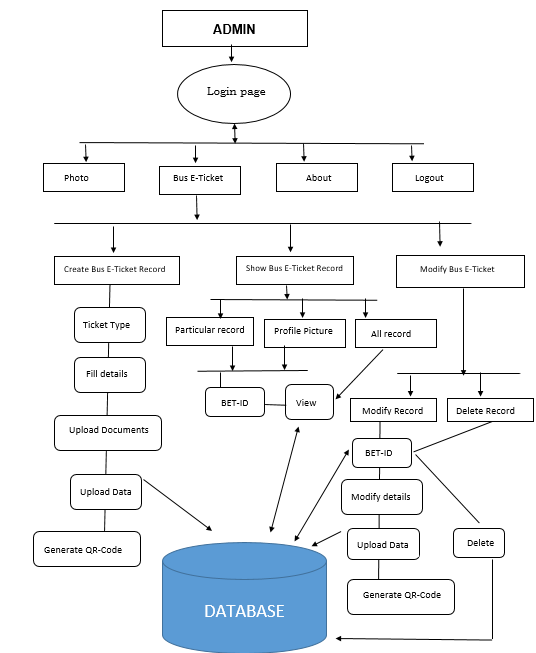 ADMIN
Login page
Photo
Bus E-Ticket
About
Logout
Create Bus E-Ticket Record
Show Bus E-Ticket Record
Modify Bus E-Ticket
Ticket Type
Particular record
Profile Picture
All record
Fill details
BET-ID
View
Modify Record
Delete Record
Upload Documents
BET-ID
Upload Data
Modify details
Generate QR-Code
Upload Data
Delete
DATABASE
Generate QR-Code